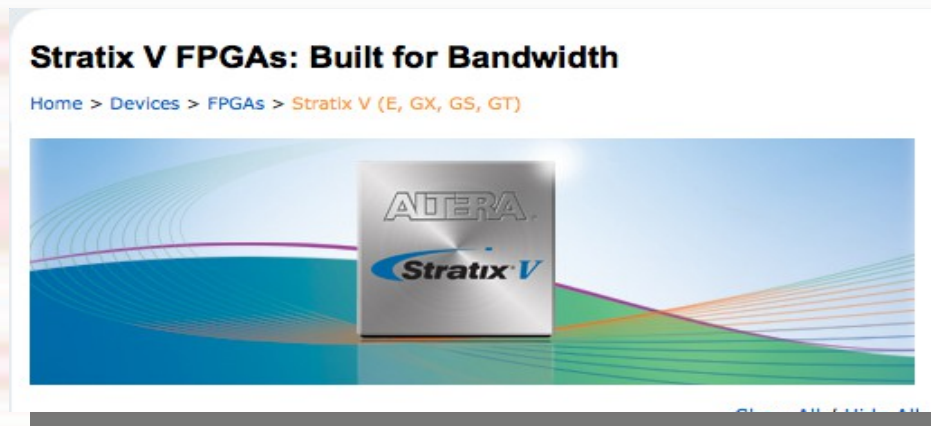 Stratix V FPGAs: Built for Bandwidth
Home > Devices > FPGAs > Stratix V (E, GX, GS, GT)
ALTERA.
Stratix V